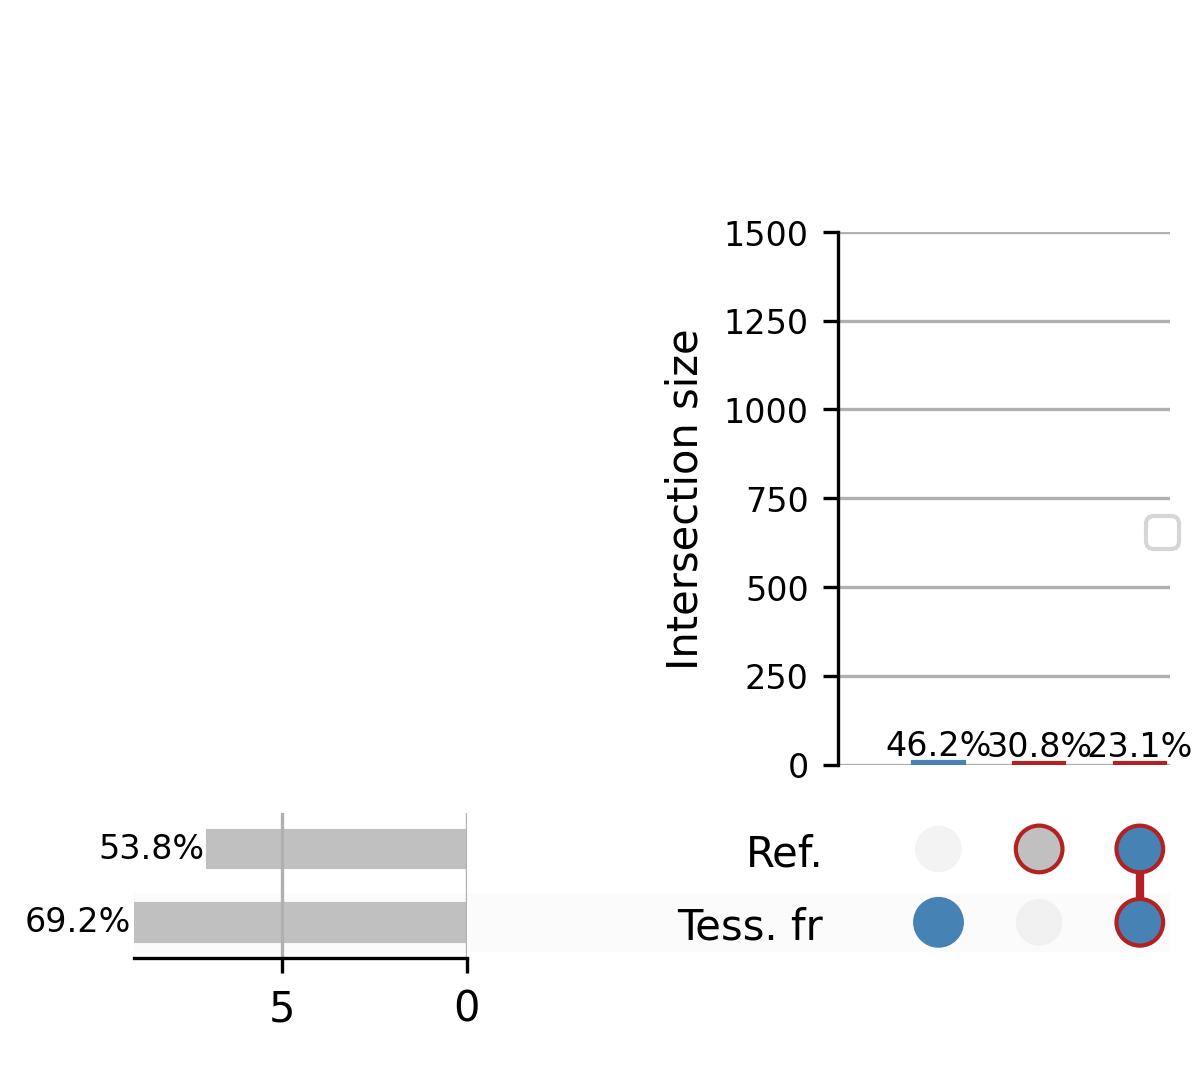 1500
1250
1000
750
500
250
0
Intersection size
46.2% 30.8% 23.1%
53.8%
69.2%
5 0
Ref.
Tess. fr